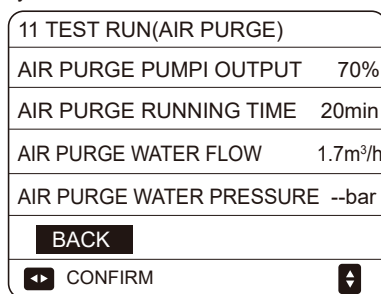 11 TEST RUN(AIR PURGE)
AIR PURGE PUMPI OUTPUT 70%
AIR PURGE RUNNING TIME 20min
AIR PURGE WATER FLOW 1.7m³/h
AIR PURGE WATER PRESSURE --bar
BACK
CONFIRM